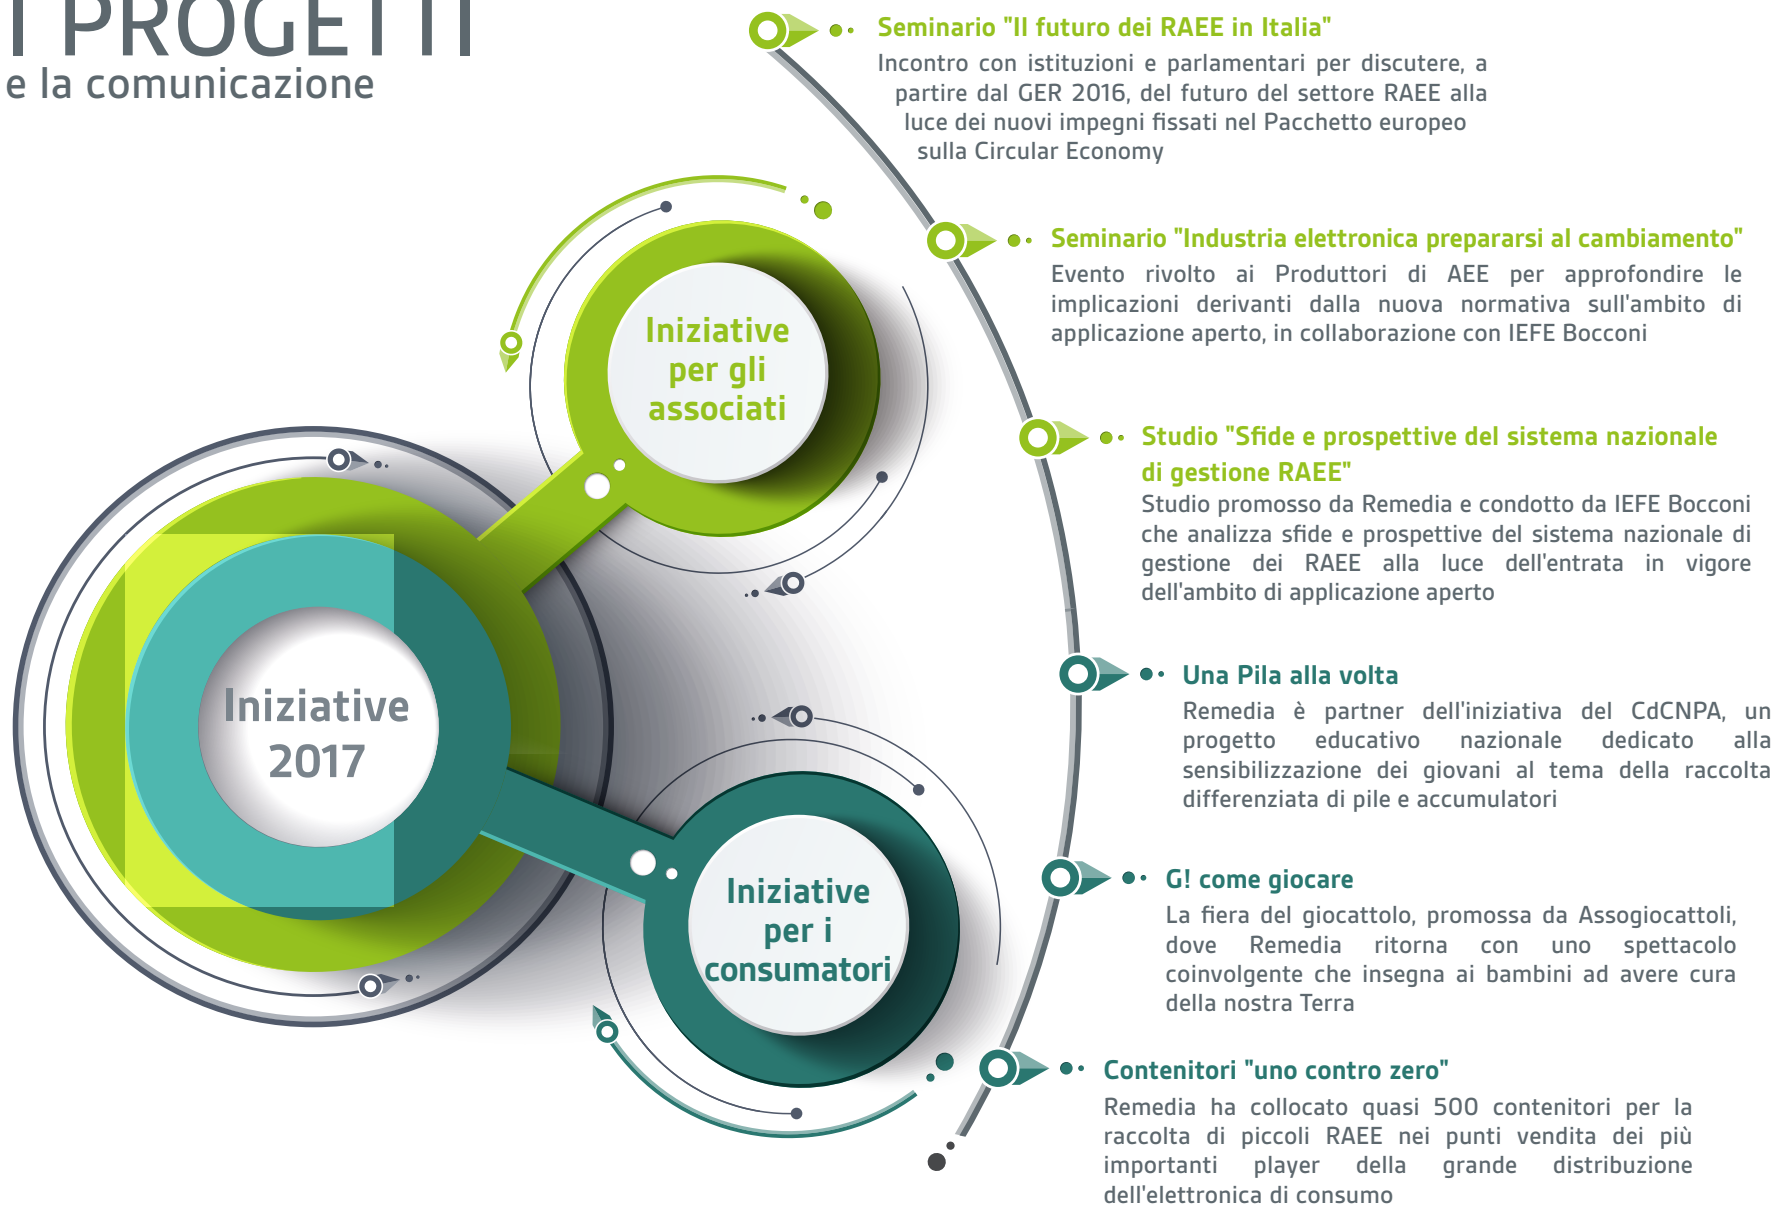 I PROGETTI
e la comunicazione
Seminario "Il futuro dei RAEE in Italia"
Incontro con istituzioni e parlamentari per discutere, a
partire dal GER 2016, del futuro del settore RAEE alla
luce dei nuovi impegni fissati nel Pacchetto europeo
sulla Circular Economy
Seminario "Industria elettronica prepararsi al cambiamento"
Evento rivolto ai Produttori di AEE per approfondire le
implicazioni derivanti dalla nuova normativa sull'ambito di
applicazione aperto, in collaborazione con IEFE Bocconi
Iniziative
per gli
associati
Studio "Sfide e prospettive del sistema nazionale
di gestione RAEE"
Studio promosso da Remedia e condotto da IEFE Bocconi
che analizza sfide e prospettive del sistema nazionale di
gestione dei RAEE alla luce dell'entrata in vigore
dell'ambito di applicazione aperto
Iniziative
2017
Una Pila alla volta
Remedia è partner dell'iniziativa del CdCNPA, un
progetto educativo nazionale dedicato alla
sensibilizzazione dei giovani al tema della raccolta
differenziata di pile e accumulatori
Iniziative
per i
consumatori
G! come giocare
La fiera del giocattolo, promossa da Assogiocattoli,
dove Remedia ritorna con uno spettacolo
coinvolgente che insegna ai bambini ad avere cura
della nostra Terra
Contenitori "uno contro zero"
Remedia ha collocato quasi 500 contenitori per la
raccolta di piccoli RAEE nei punti vendita dei più
importanti player della grande distribuzione
dell'elettronica di consumo